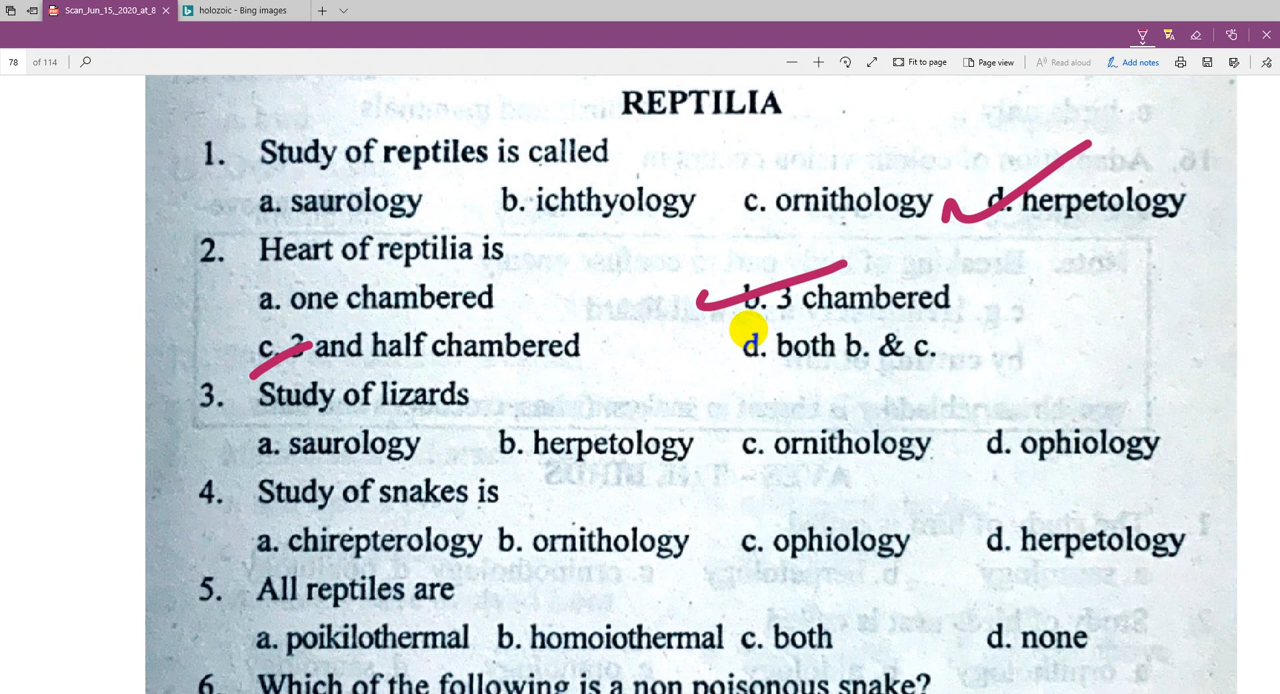 Scan_Jun_15,_2020_at_8
holozoic - Bing images
78 of 114
Fit to page
Page view
Read aloud
Add notes
REPTILIA
1. Study of reptiles is called
a. saurology b. ichthyology c. ornithology d. herpetology
2. Heart of reptilia is
a. one chambered b. 3 chambered
c. 3 and half chambered d. both b. & c.
3. Study of lizards
a. saurology b. herpetology c. ornithology d. ophiology
4. Study of snakes is
a. chirepterology b. ornithology c. ophiology d. herpetology
5. All reptiles are
a. poikilothermal b. homoiothermal c. both d. none
6. Which of the following is a non poisonous snake?